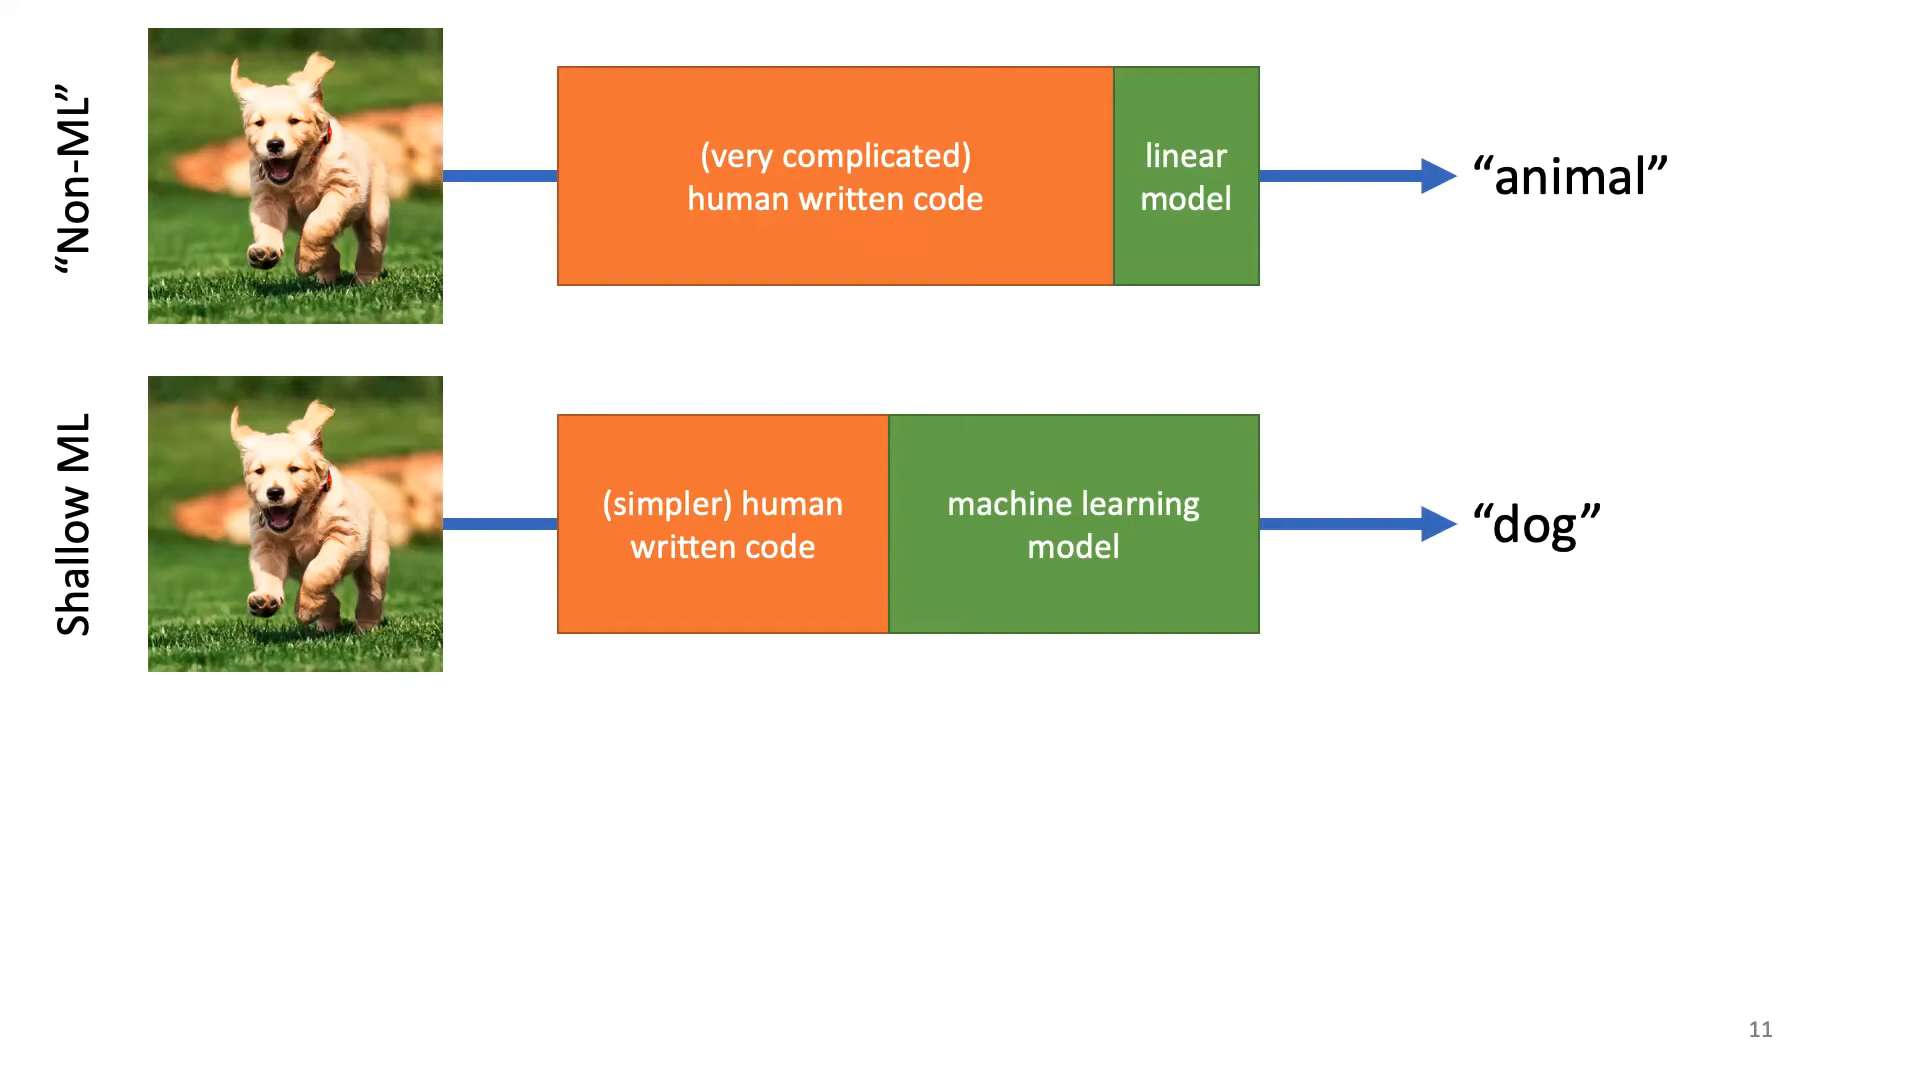 “Non-ML”
(very complicated)
human written code
linear
model
“animal”
Shallow ML
(simpler) human
written code
machine learning
model
“dog”
11